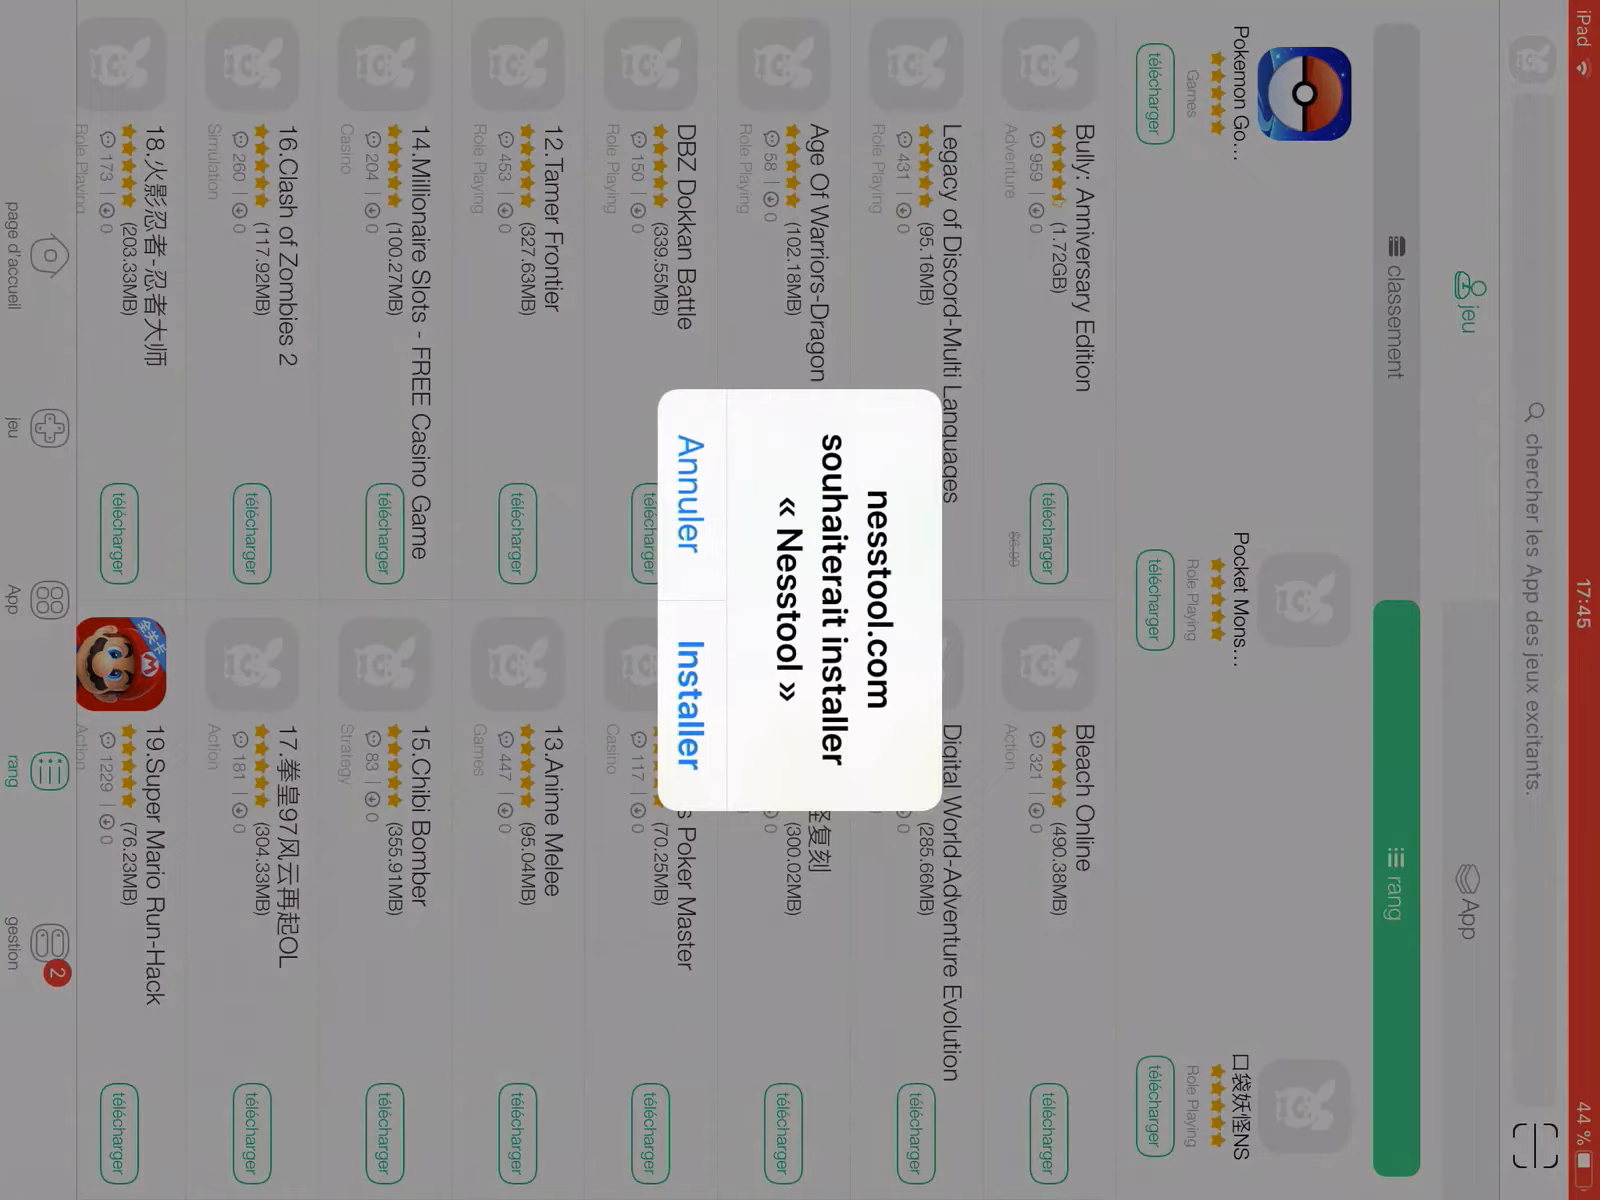 iPad
17:45
44 %
chercher les App des jeux excitants.
jeu
App
classement
rang
Pokemon Go...
Games
télécharger
Pocket Mons...
Role Playing
télécharger
口袋妖怪NS
Role Playing
télécharger
Bully: Anniversary Edition
959 | 0 (1.72GB)
Adventure
télécharger
Bleach Online
321 | 0 (490.38MB)
Action
télécharger
Legacy of Discord-Multi Languages
431 | 0 (95.16MB)
Role Playing
Digital World-Adventure Evolution
0 (285.66MB)
télécharger
Age Of Warriors-Dragon
58 | 0 (102.18MB)
Role Playing
复刻
0 (300.02MB)
télécharger
DBZ Dokkan Battle
150 | 0 (339.55MB)
Role Playing
télécharger
s Poker Master
117 | 0 (70.25MB)
Casino
télécharger
12.Tamer Frontier
453 | 0 (327.63MB)
Role Playing
télécharger
13.Anime Melee
447 | 0 (95.04MB)
Games
télécharger
14.Millionaire Slots - FREE Casino Game
204 | 0 (100.27MB)
Casino
télécharger
15.Chibi Bomber
83 | 0 (355.91MB)
Strategy
télécharger
16.Clash of Zombies 2
260 | 0 (117.92MB)
Simulation
télécharger
17.拳皇97风云再起OL
181 | 0 (304.33MB)
Action
télécharger
18.火影忍者-忍者大师
173 | 0 (203.33MB)
Role Playing
télécharger
全关卡
M
19.Super Mario Run-Hack
1229 | 0 (76.23MB)
Action
télécharger
nesstool.com
souhaiterait installer
« Nesstool »
Annuler
Installer
page d'accueil
jeu
App
rang
gestion
2